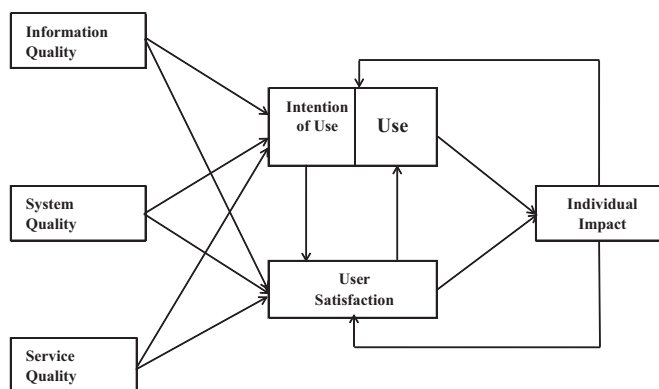 Information
Quality
Intention
of Use
Use
System
Quality
Individual
Impact
User
Satisfaction
Service
Quality